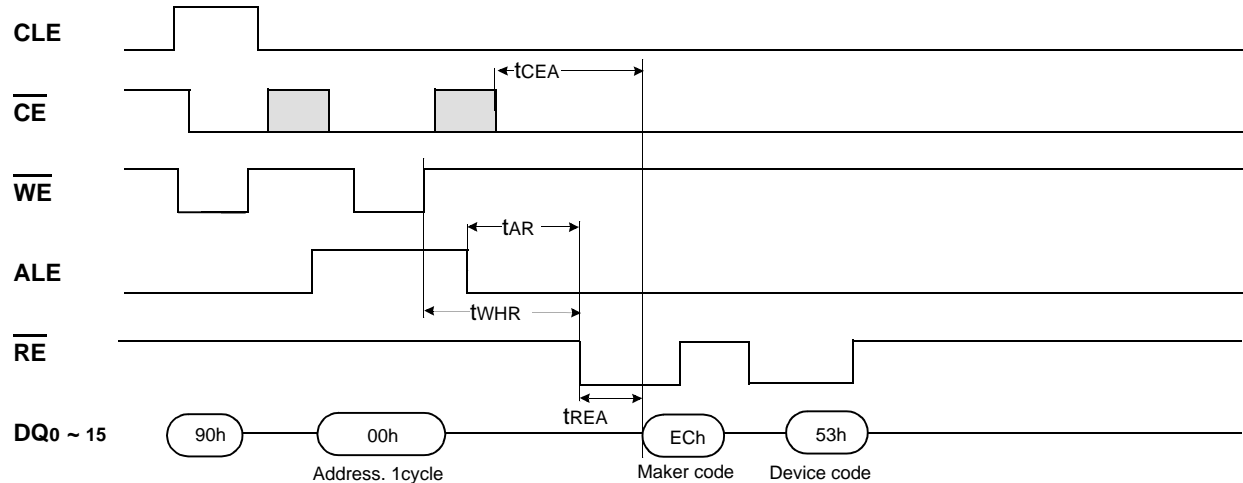 CLE
tCEA
CE
WE
tAR
ALE
tWHR
RE
tREA
DQ0 ~ 15
90h
00h
ECh
53h
Address. 1cycle
Maker code
Device code